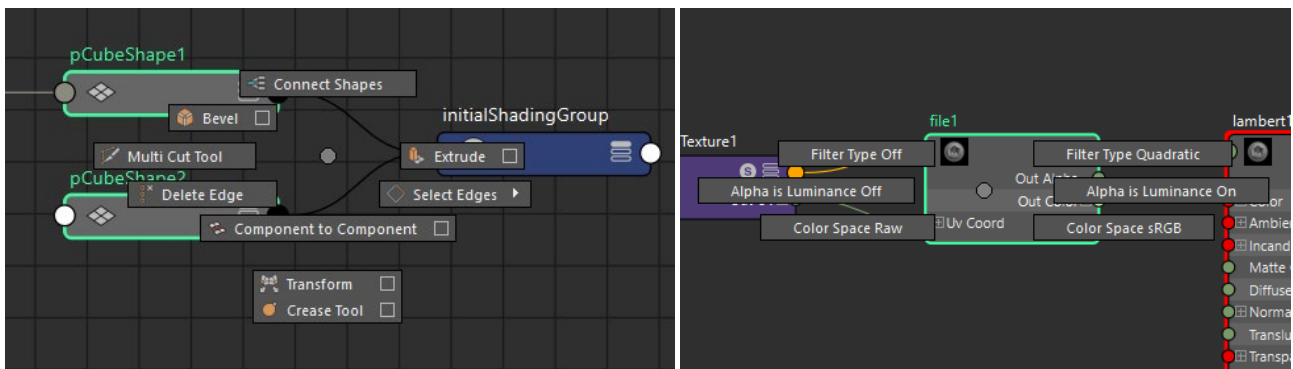 pCubeShape1
Connect Shapes
Bevel
initialShadingGroup
Multi Cut Tool
Extrude
pCubeShape2
Delete Edge
Select Edges
Component to Component
Transform
Crease Tool
Texture1
file1
lambert1
Filter Type Off
Filter Type Quadratic
Out Alpha
Alpha is Luminance Off
Alpha is Luminance On
Out Color
Color
Uv Coord
Color Space Raw
Color Space sRGB
Ambien
Incand
Matte
Diffuse
Norma
Translu
Transpa